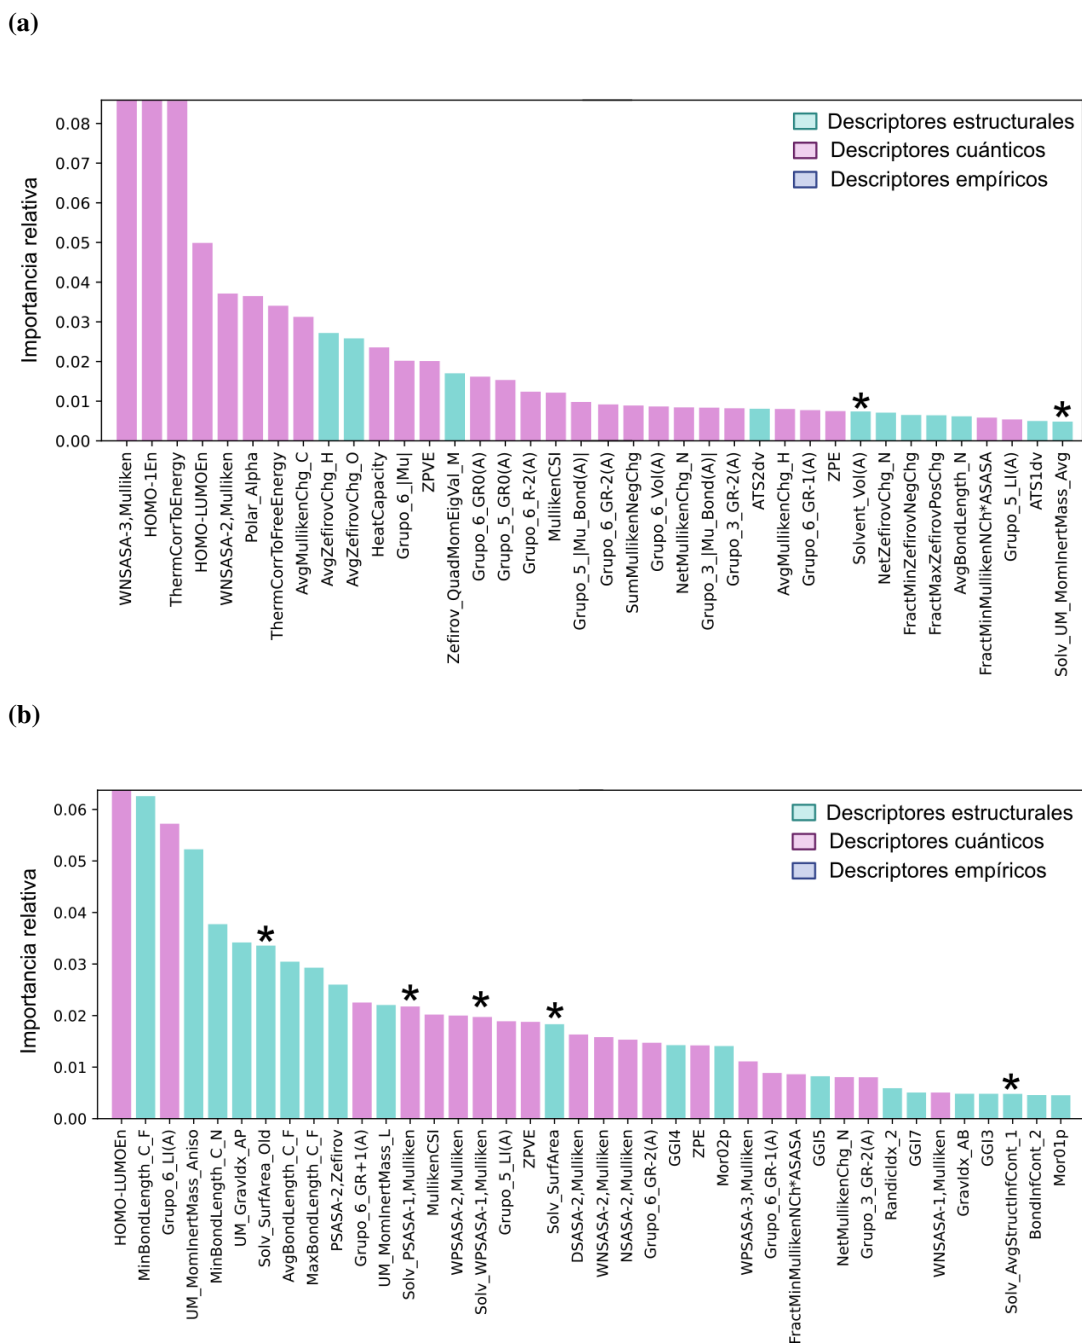 (a)
Importancia relativa
0.08
0.07
0.06
0.05
0.04
0.03
0.02
0.01
0.00
Descriptores estructurales
Descriptores cuánticos
Descriptores empíricos
*
*
WNSASA-3,Mulliken
HOMO-1En
ThermCorrToEnergy
HOMO-LUMOEn
WNSASA-2,Mulliken
Polar_Alpha
ThermCorrToFreeEnergy
AvgMullikenChg_C
AvgZefirovChg_H
AvgZefirovChg_O
HeatCapacity
Grupo_6_|Mu|
ZPVE
Zefirov_QuadMomEigVal_M
Grupo_6_GR0(A)
Grupo_5_GR0(A)
Grupo_6_R-2(A)
MullikenCSI
Grupo_5_|Mu_Bond(A)|
Grupo_6_GR-2(A)
SumMullikenNegChg
Grupo_6_Vol(A)
NetMullikenChg_N
Grupo_3_|Mu_Bond(A)|
Grupo_3_GR-2(A)
ATS2dv
AvgMullikenChg_H
Grupo_6_GR-1(A)
ZPE
Solvent_Vol(A)
NetZefirovChg_N
FractMinZefirovNegChg
FractMaxZefirovPosChg
AvgBondLength_N
FractMinMullikenNCh*ASASA
Grupo_5_LI(A)
ATS1dv
Solv_UM_MomInertMass_Avg
(b)
Importancia relativa
0.06
0.05
0.04
0.03
0.02
0.01
0.00
Descriptores estructurales
Descriptores cuánticos
Descriptores empíricos
*
*
*
*
*
HOMO-LUMOEn
MinBondLength_C_F
Grupo_6_LI(A)
UM_MomInertMass_Aniso
MinBondLength_C_N
UM_GravIdx_AP
Solv_SurfArea_Old
AvgBondLength_C_F
MaxBondLength_C_F
PSASA-2,Zefirov
Grupo_6_GR+1(A)
UM_MomInertMass_L
Solv_PSASA-1,Mulliken
MullikenCSI
WPSASA-2,Mulliken
Solv_WPSASA-1,Mulliken
Grupo_5_LI(A)
ZPVE
Solv_SurfArea
DSASA-2,Mulliken
WNSASA-2,Mulliken
NSASA-2,Mulliken
Grupo_6_GR-2(A)
GGI4
ZPE
Mor02p
WPSASA-3,Mulliken
Grupo_6_GR-1(A)
FractMinMullikenNCh*ASASA
GGI5
NetMullikenChg_N
Grupo_3_GR-2(A)
RandicIdx_2
GGI7
WNSASA-1,Mulliken
GravIdx_AB
GGI3
Solv_AvgStructInfCont_1
BondInfCont_2
Mor01p